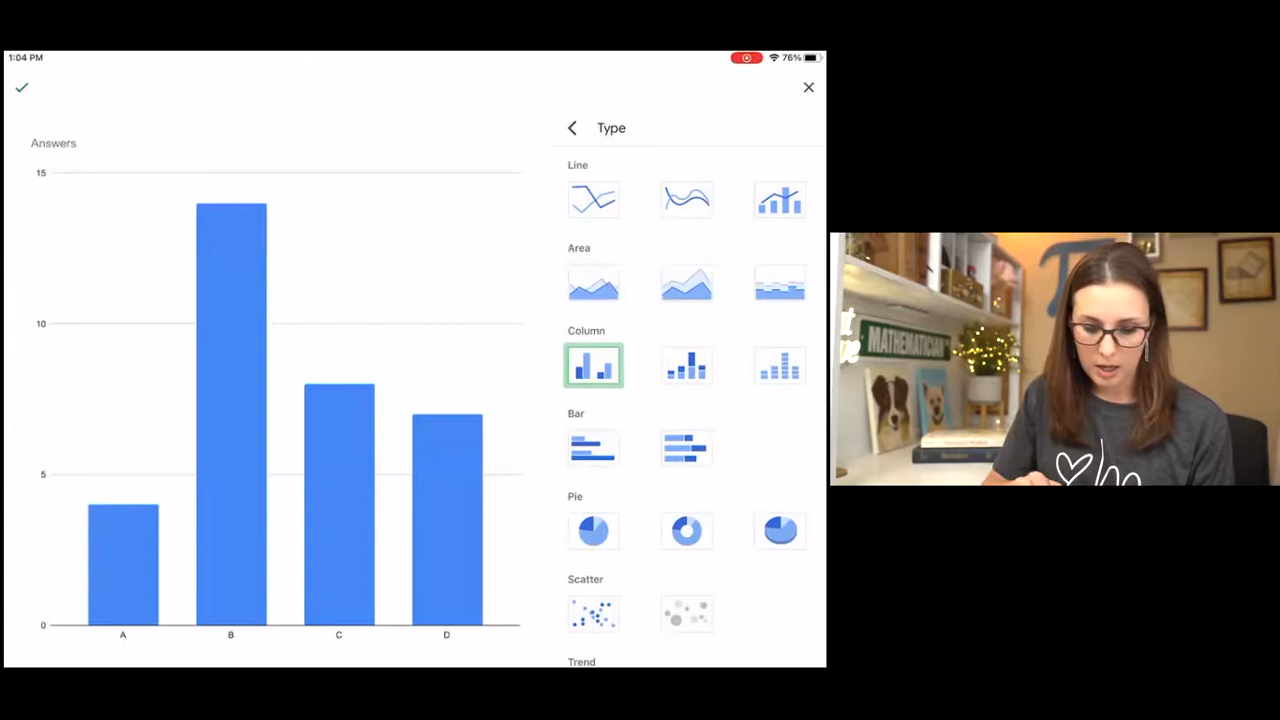 1:04 PM
76%
Answers
15
10
5
0
A
B
C
D
Type
Line
Area
Column
Bar
Pie
Scatter
Trend
MATHEMATICIAN